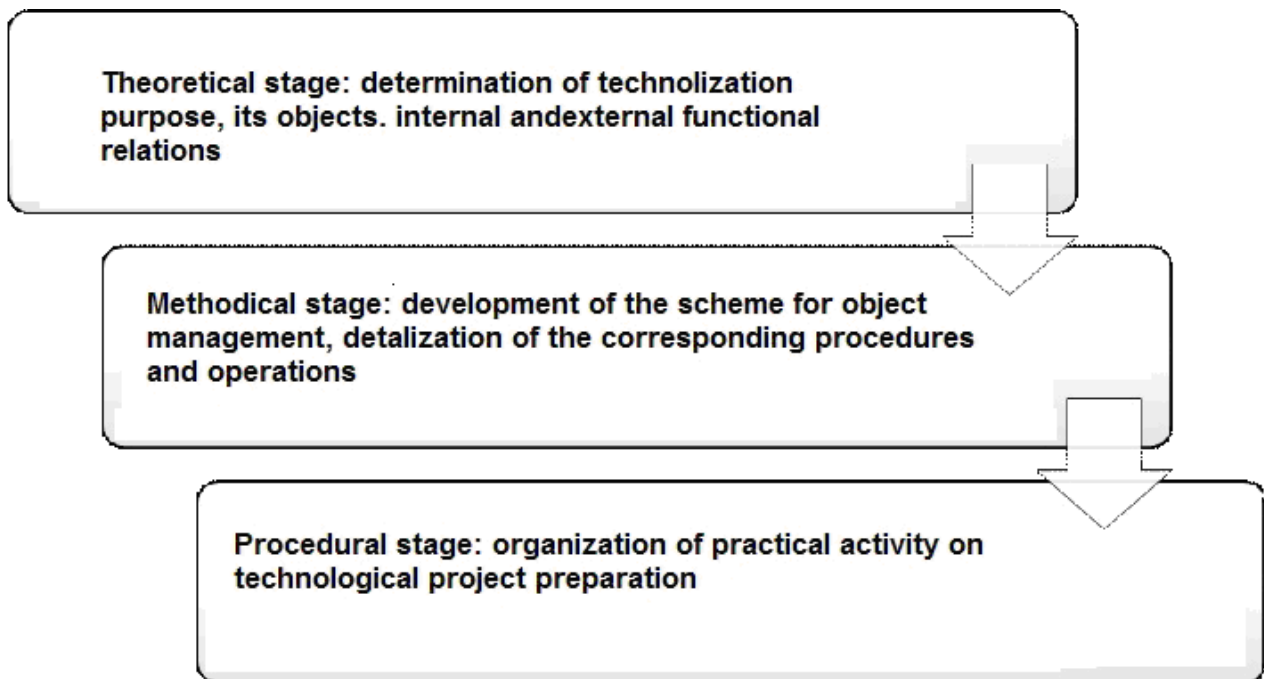 Theoretical stage: determination of technolization
purpose, its objects. internal andexternal functional
relations
Methodical stage: development of the scheme for object
management, detalization of the corresponding procedures
and operations
Procedural stage: organization of practical activity on
technological project preparation